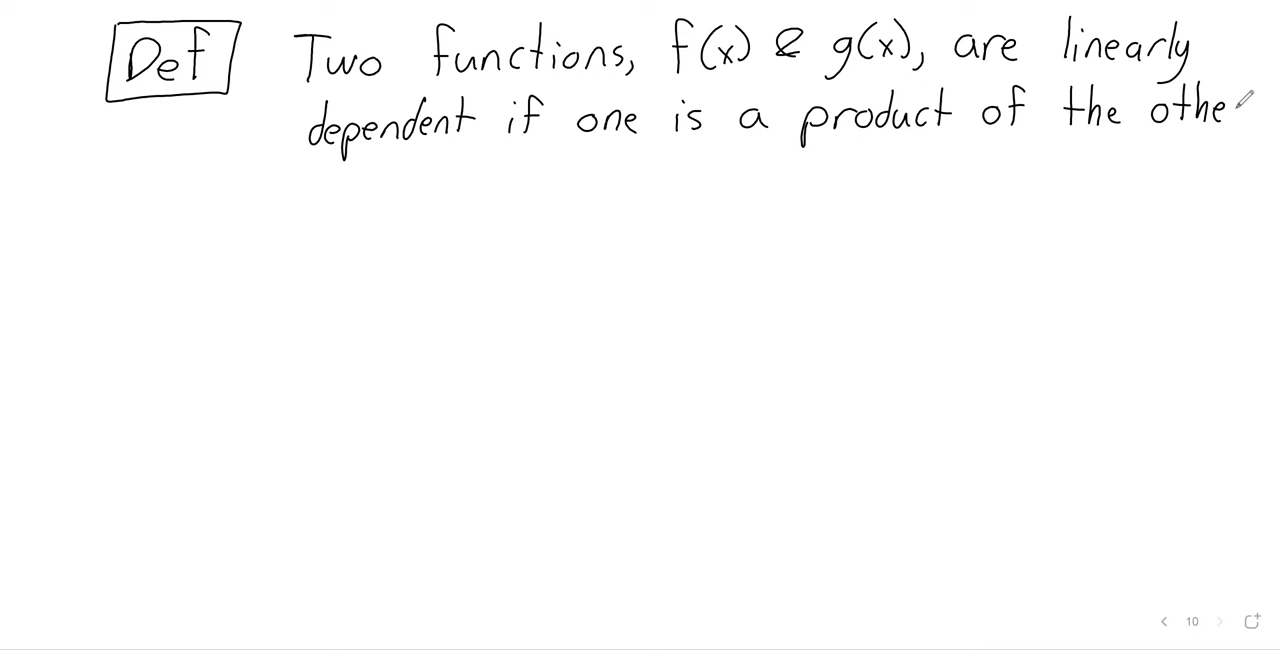 Def Two functions, f(x) & g(x), are linearly
dependent if one is a product of the othe
10